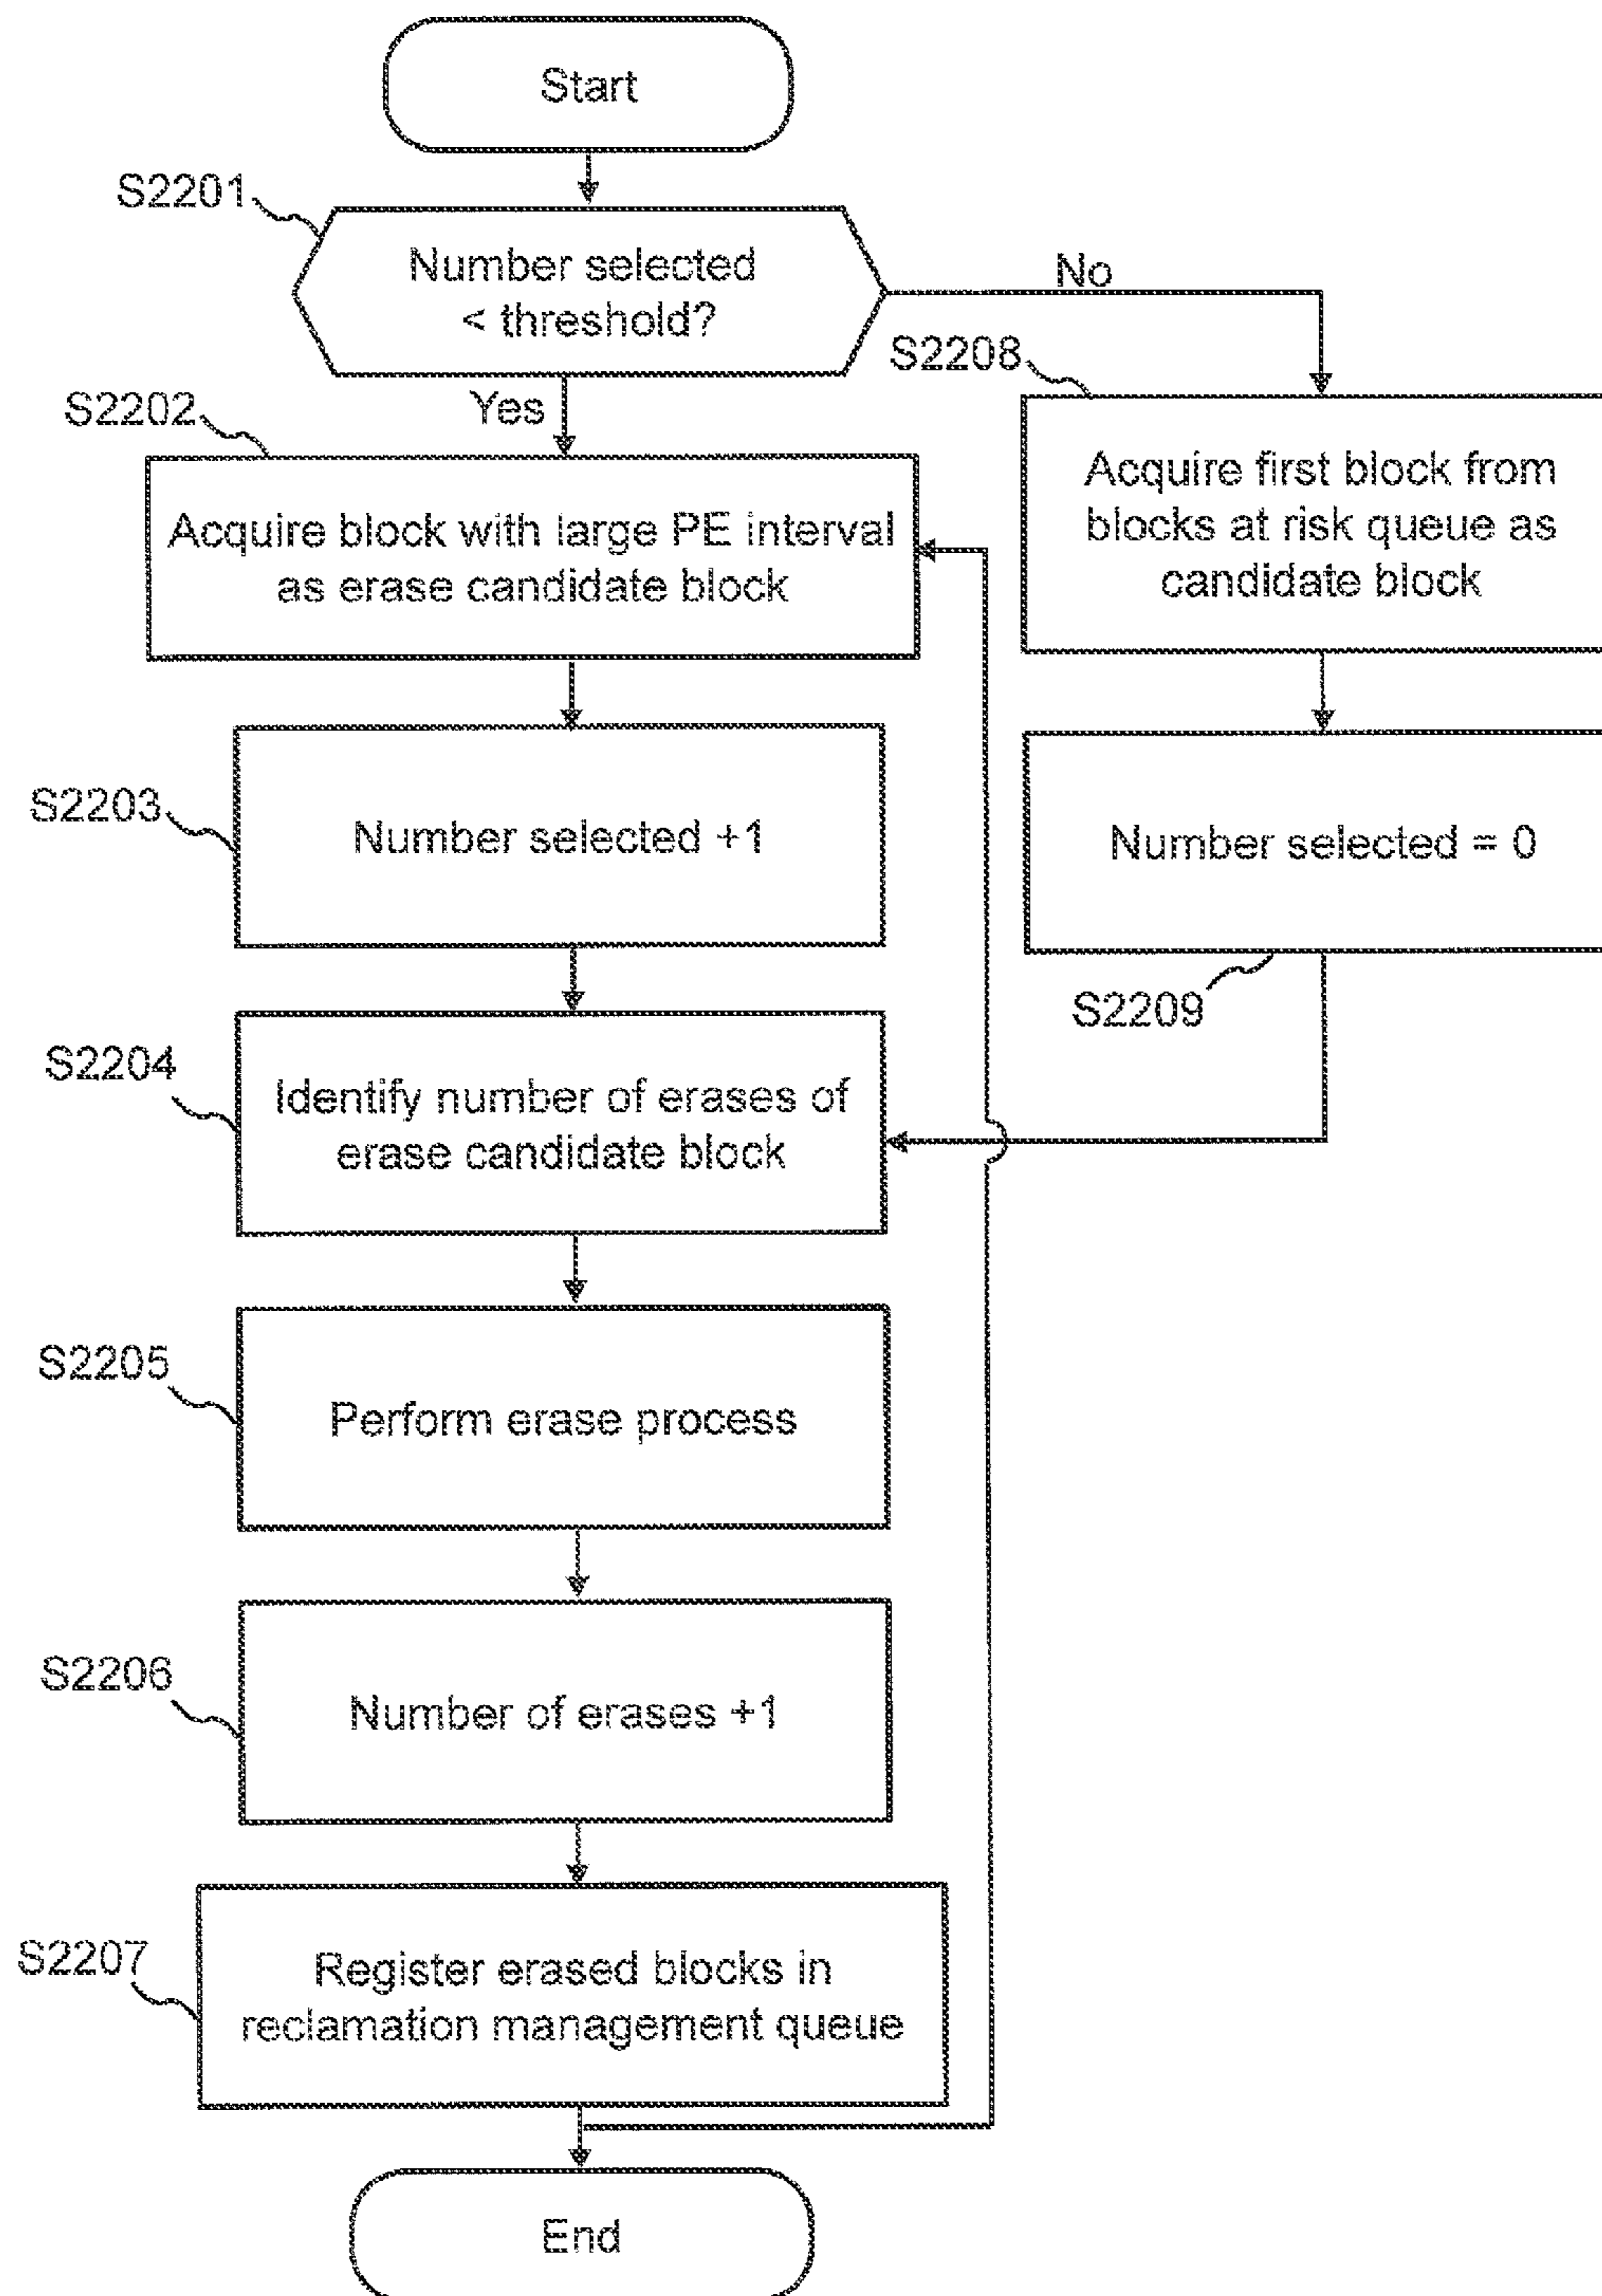 Start
S2201
Number selected
< threshold?
No
S2208
Yes
S2202
Acquire block with large PE interval
as erase candidate block
Acquire first block from
blocks at risk queue as
candidate block
S2203
Number selected +1
Number selected = 0
S2209
S2204
Identify number of erases of
erase candidate block
S2205
Perform erase process
S2206
Number of erases +1
S2207
Register erased blocks in
reclamation management queue
End